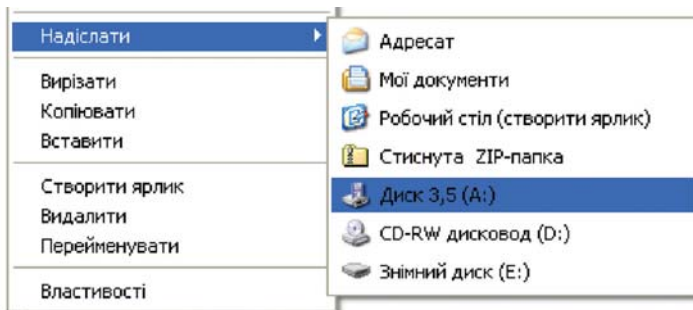 Надіслати
Вирізати
Копіювати
Вставити
Створити ярлик
Видалити
Перейменувати
Властивості
Адресат
Мої документи
Робочий стіл (створити ярлик)
Стиснута ZIP-папка
Диск 3,5 (A:)
CD-RW дисковод (D:)
Знімний диск (E:)